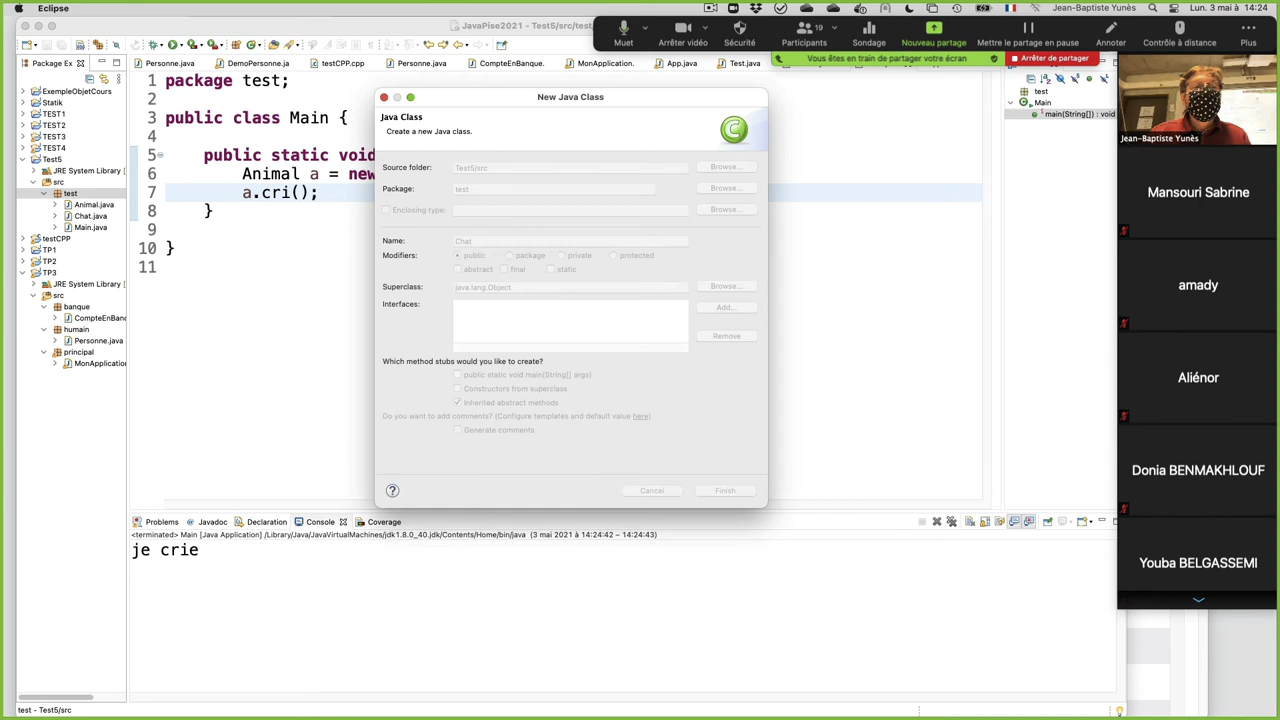 Eclipse
Jean-Baptiste Yunès
Lun. 3 mai à 14:24
JavaPise2021 - Test5/src/tes
Muet
Arrêter vidéo
Sécurité
19
Participants
Sondage
Nouveau partage
Mettre le partage en pause
Annoter
Contrôle à distance
Plus
Vous êtes en train de partager votre écran
Arrêter de partager
Package Ex
Personne.java
DemoPersonne.ja
testCPP.cpp
Personne.java
CompteEnBanque.
MonApplication.
App.java
Test.java
ExempleObjetCours
Statik
TEST1
TEST2
TEST3
TEST4
Test5
JRE System Library [
src
test
Animal.java
Chat.java
Main.java
testCPP
TP1
TP2
TP3
JRE System Library [
src
banque
CompteEnBanc
humain
Personne.java
principal
MonApplication
1 package test;
2
3 public class Main {
4
5 public static void
6 Animal a = new
7 a.cri();
8 }
9
10 }
11
New Java Class
Java Class
Create a new Java class.
Source folder: Test5/src Browse...
Package: test Browse...
Enclosing type: Browse...
Name: Chat
Modifiers: public package private protected
abstract final static
Superclass: java.lang.Object Browse...
Interfaces: Add...
Remove
Which method stubs would you like to create?
public static void main(String[] args)
Constructors from superclass
Inherited abstract methods
Do you want to add comments? (Configure templates and default value here)
Generate comments
? Cancel Finish
test
Main
main(String[]) : void
Jean-Baptiste Yunès
Mansouri Sabrine
amady
Aliénor
Donia BENMAKHLOUF
Youba BELGASSEMI
Problems
Javadoc
Declaration
Console
Coverage
<terminated> Main [Java Application] /Library/Java/JavaVirtualMachines/jdk1.8.0_40.jdk/Contents/Home/bin/java (3 mai 2021 à 14:24:42 – 14:24:43)
je crie
test - Test5/src